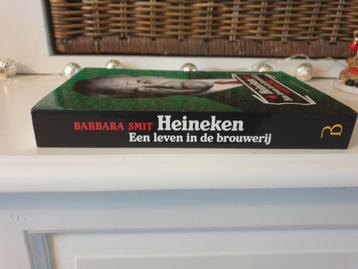 BARBARA SMIT Heineken
Een leven in de brouwerij
B